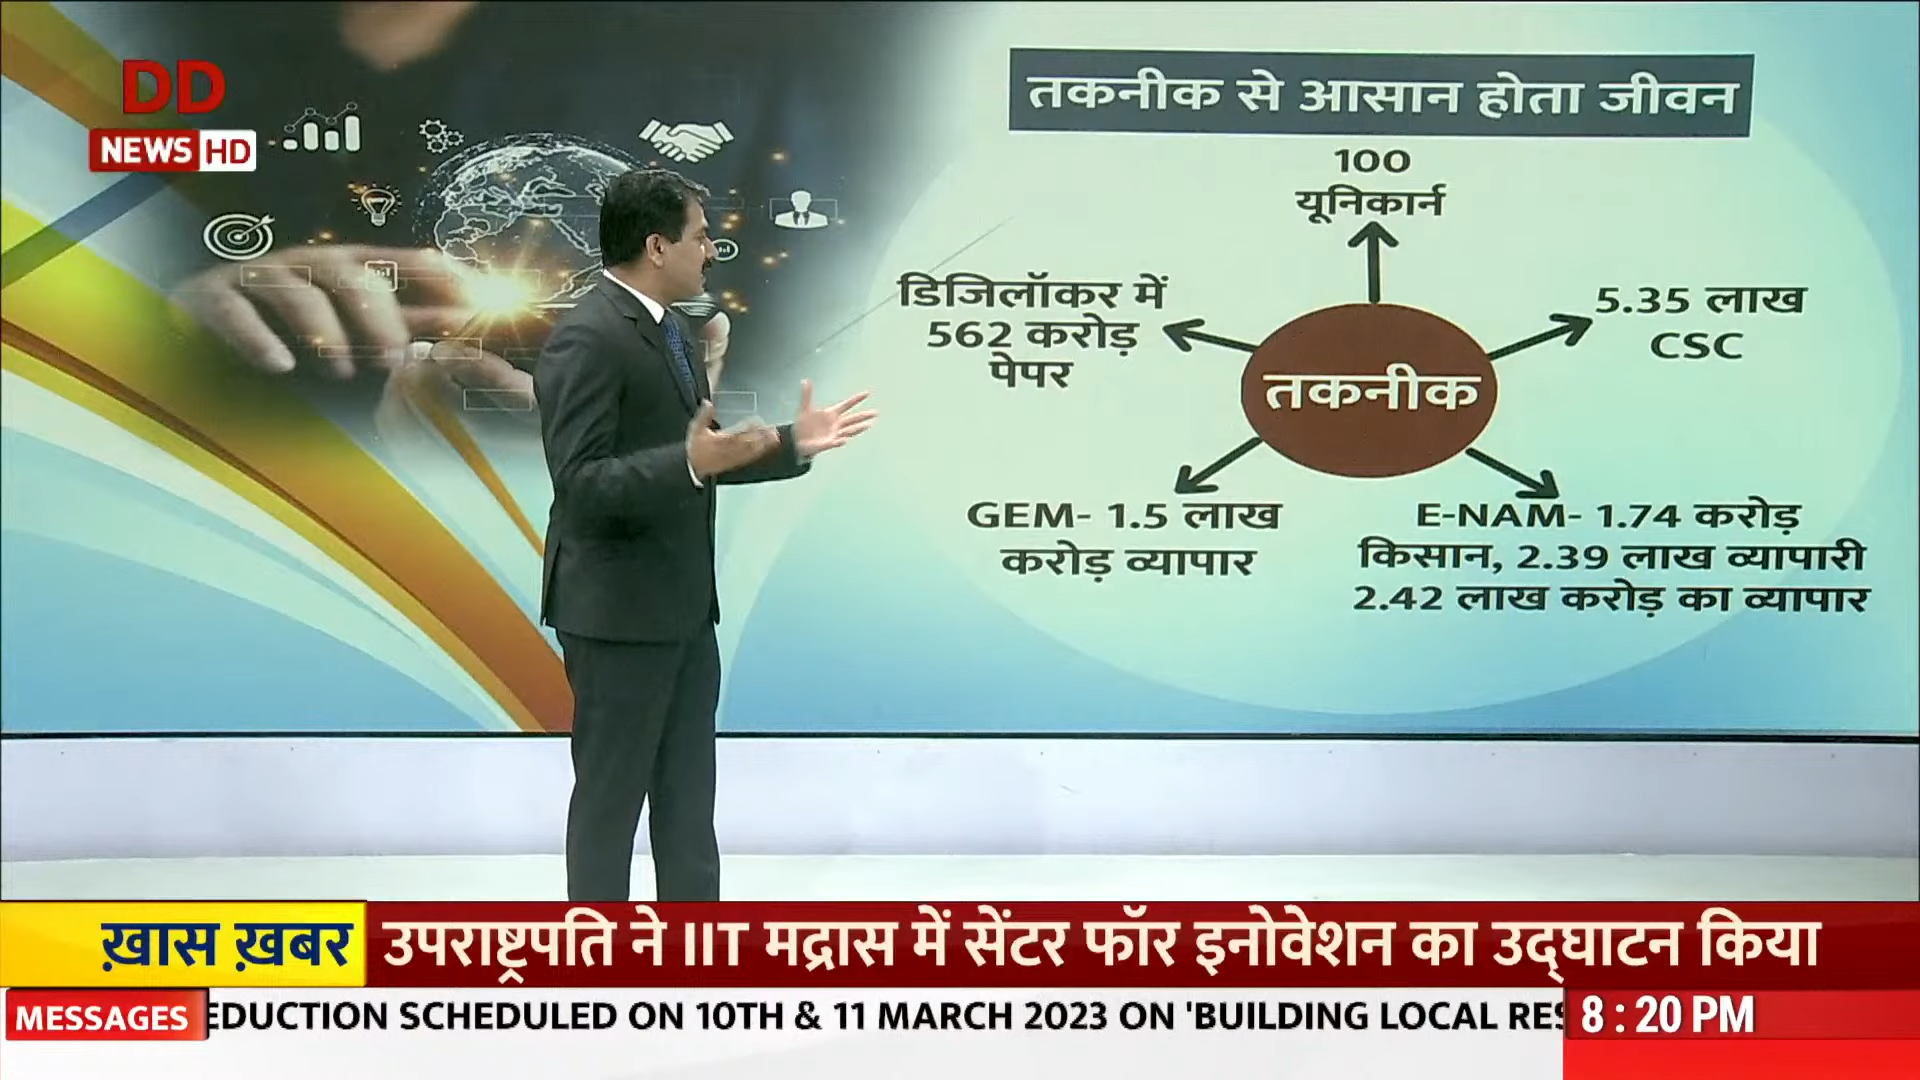 DD
NEWS HD
तकनीक से आसान होता जीवन
100
यूनिकार्न
डिजिलॉकर में
562 करोड़
पेपर
5.35 लाख
CSC
तकनीक
GEM- 1.5 लाख
करोड़ व्यापार
E-NAM- 1.74 करोड़
किसान, 2.39 लाख व्यापारी
2.42 लाख करोड़ का व्यापार
ख़ास ख़बर
उपराष्ट्रपति ने IIT मद्रास में सेंटर फॉर इनोवेशन का उद्घाटन किया
MESSAGES
EDUCTION SCHEDULED ON 10TH & 11 MARCH 2023 ON 'BUILDING LOCAL RES
8 : 20 PM